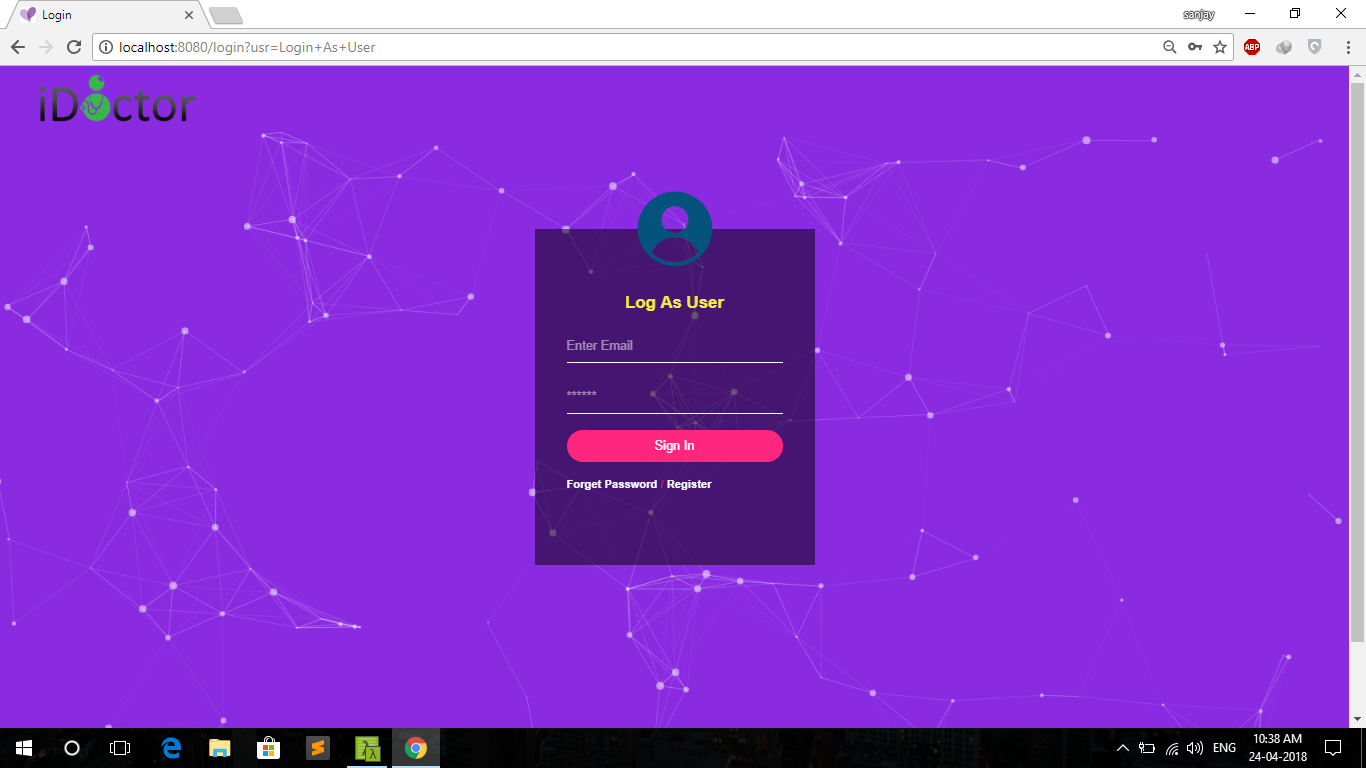 Login
sanjay
localhost:8080/login?usr=Login+As+User
ABP
iDoctor
Log As User
Enter Email
******
Sign In
Forget Password / Register
ENG
10:38 AM
24-04-2018